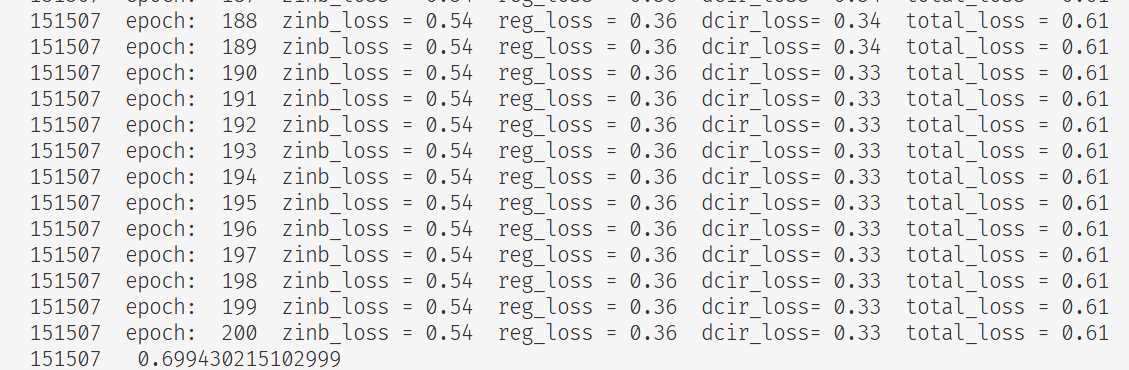 151507 epoch: 188 zinb_loss = 0.54 reg_loss = 0.36 dcir_loss= 0.34 total_loss = 0.61
151507 epoch: 189 zinb_loss = 0.54 reg_loss = 0.36 dcir_loss= 0.34 total_loss = 0.61
151507 epoch: 190 zinb_loss = 0.54 reg_loss = 0.36 dcir_loss= 0.33 total_loss = 0.61
151507 epoch: 191 zinb_loss = 0.54 reg_loss = 0.36 dcir_loss= 0.33 total_loss = 0.61
151507 epoch: 192 zinb_loss = 0.54 reg_loss = 0.36 dcir_loss= 0.33 total_loss = 0.61
151507 epoch: 193 zinb_loss = 0.54 reg_loss = 0.36 dcir_loss= 0.33 total_loss = 0.61
151507 epoch: 194 zinb_loss = 0.54 reg_loss = 0.36 dcir_loss= 0.33 total_loss = 0.61
151507 epoch: 195 zinb_loss = 0.54 reg_loss = 0.36 dcir_loss= 0.33 total_loss = 0.61
151507 epoch: 196 zinb_loss = 0.54 reg_loss = 0.36 dcir_loss= 0.33 total_loss = 0.61
151507 epoch: 197 zinb_loss = 0.54 reg_loss = 0.36 dcir_loss= 0.33 total_loss = 0.61
151507 epoch: 198 zinb_loss = 0.54 reg_loss = 0.36 dcir_loss= 0.33 total_loss = 0.61
151507 epoch: 199 zinb_loss = 0.54 reg_loss = 0.36 dcir_loss= 0.33 total_loss = 0.61
151507 epoch: 200 zinb_loss = 0.54 reg_loss = 0.36 dcir_loss= 0.33 total_loss = 0.61
151507 0.699430215102999